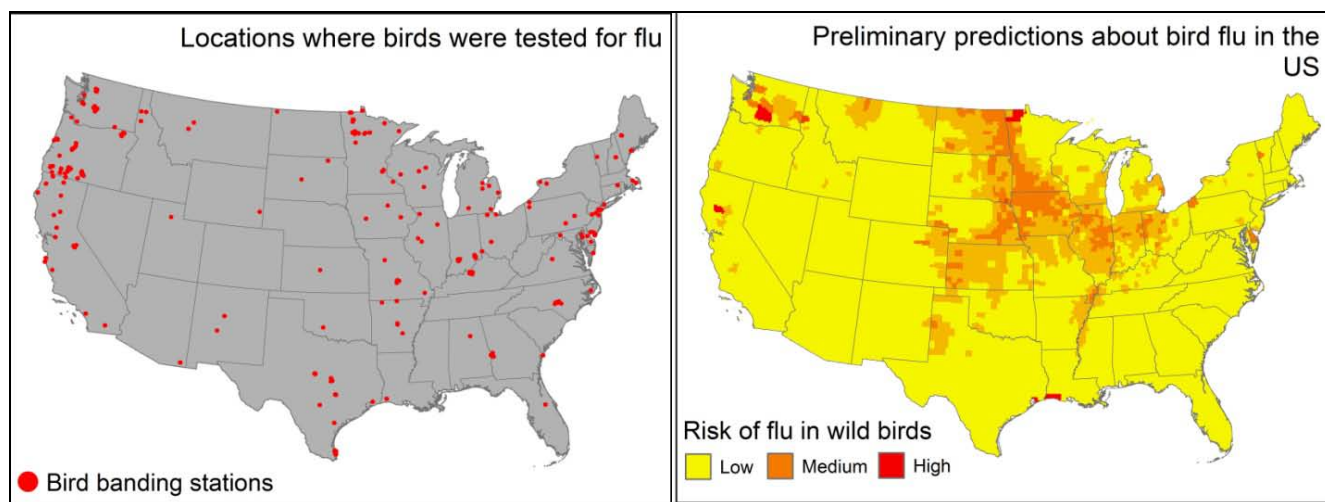 Locations where birds were tested for flu
Bird banding stations
Preliminary predictions about bird flu in the
US
Risk of flu in wild birds
Low Medium High